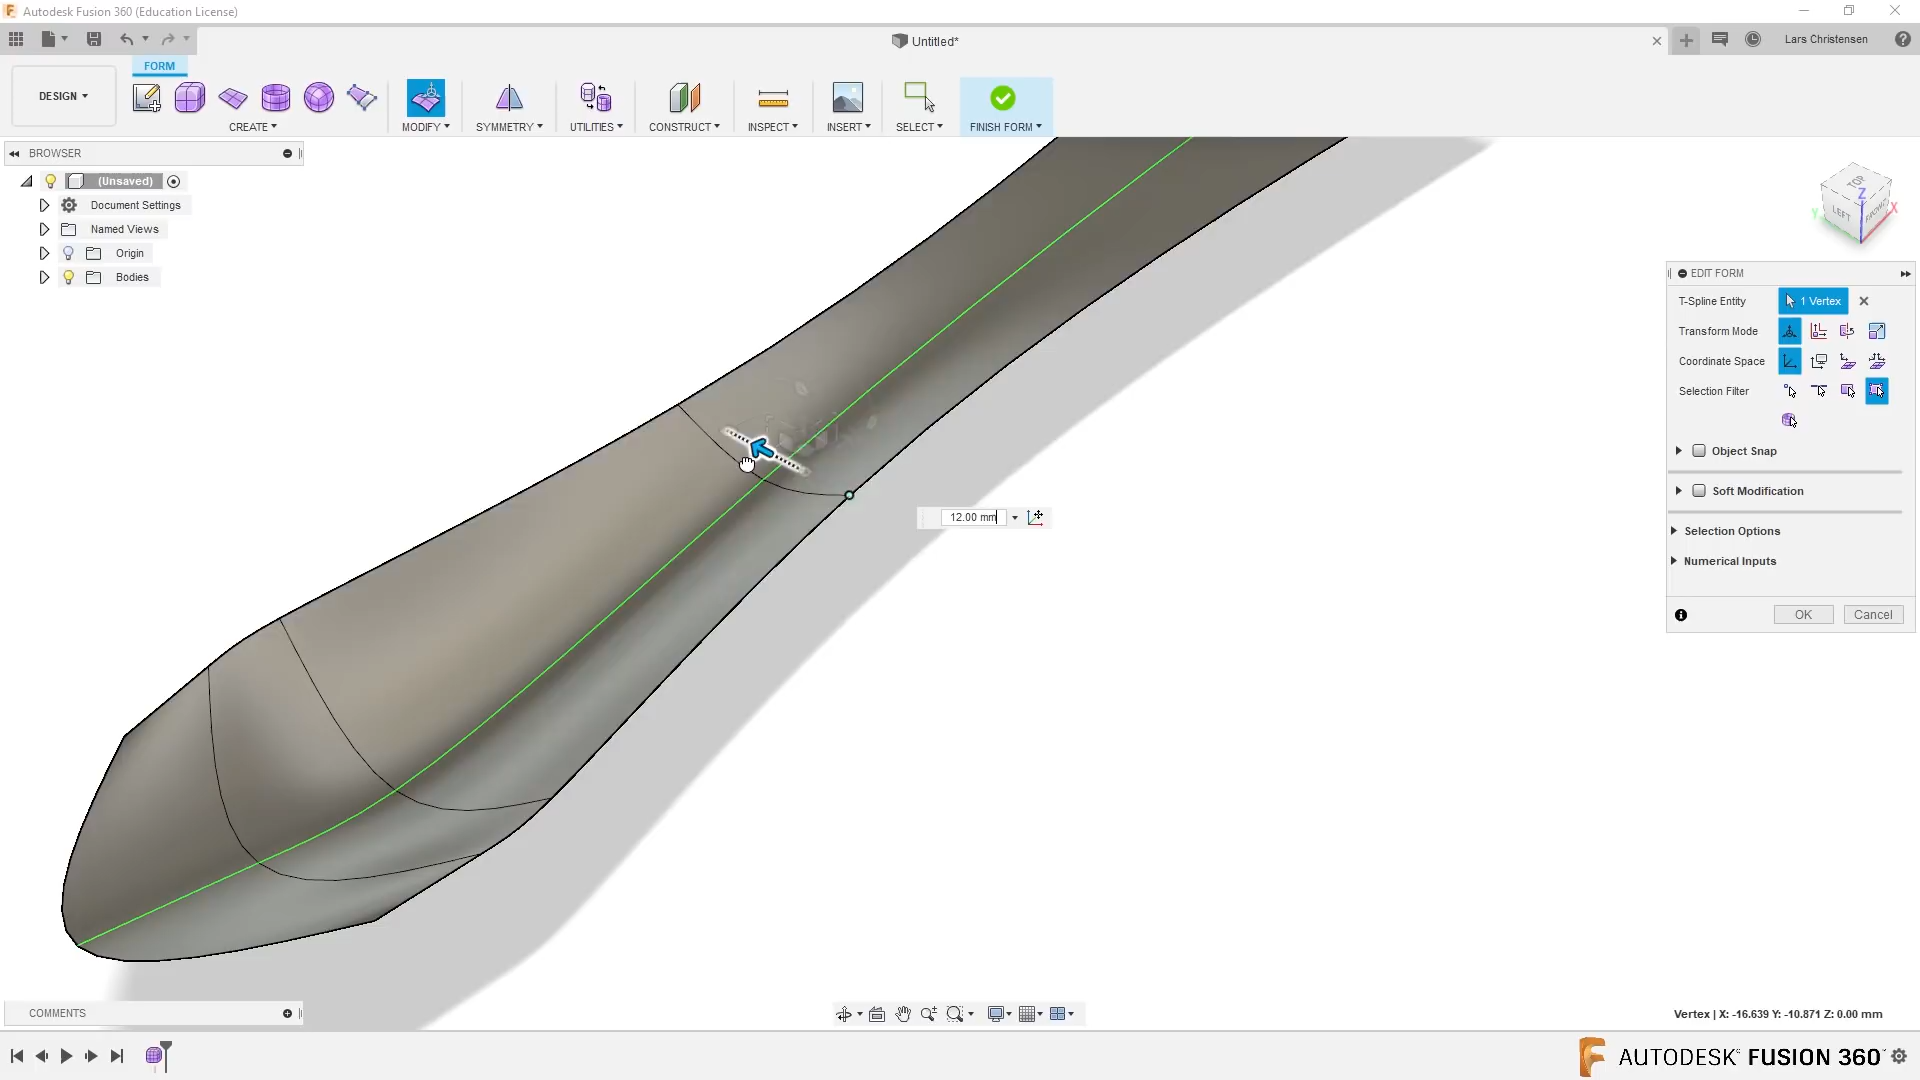 Autodesk Fusion 360 (Education License)
Untitled*
Lars Christensen
FORM
DESIGN
CREATE
MODIFY
SYMMETRY
UTILITIES
CONSTRUCT
INSPECT
INSERT
SELECT
FINISH FORM
BROWSER
(Unsaved)
Document Settings
Named Views
Origin
Bodies
TOP
LEFT
FRONT
Z
Y
X
EDIT FORM
T-Spline Entity
1 Vertex
Transform Mode
Coordinate Space
Selection Filter
Object Snap
Soft Modification
Selection Options
Numerical Inputs
OK
Cancel
12.00 mm
COMMENTS
Vertex | X: -16.639 Y: -10.871 Z: 0.00 mm
AUTODESK FUSION 360